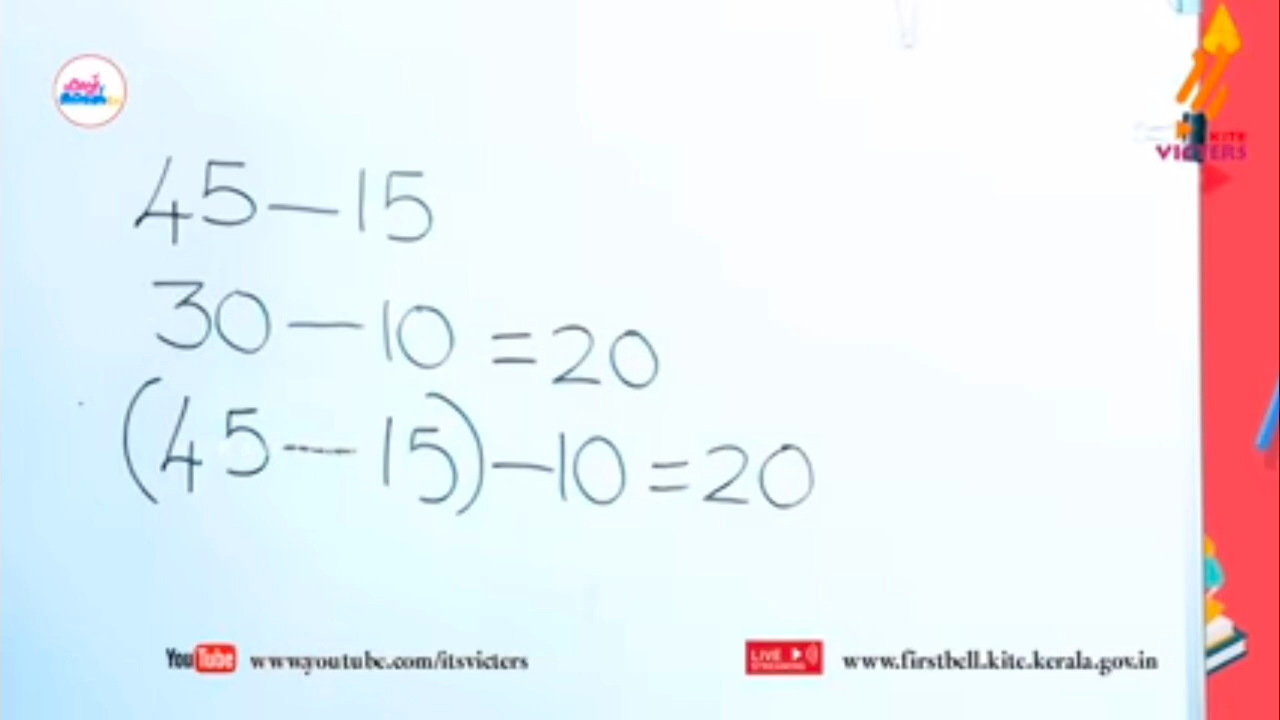 45-15
30-10=20
(45-15)-10=20
KITE
VICTERS
YouTube www.youtube.com/itsvicters
LIVE STREAMING www.firstbell.kite.kerala.gov.in